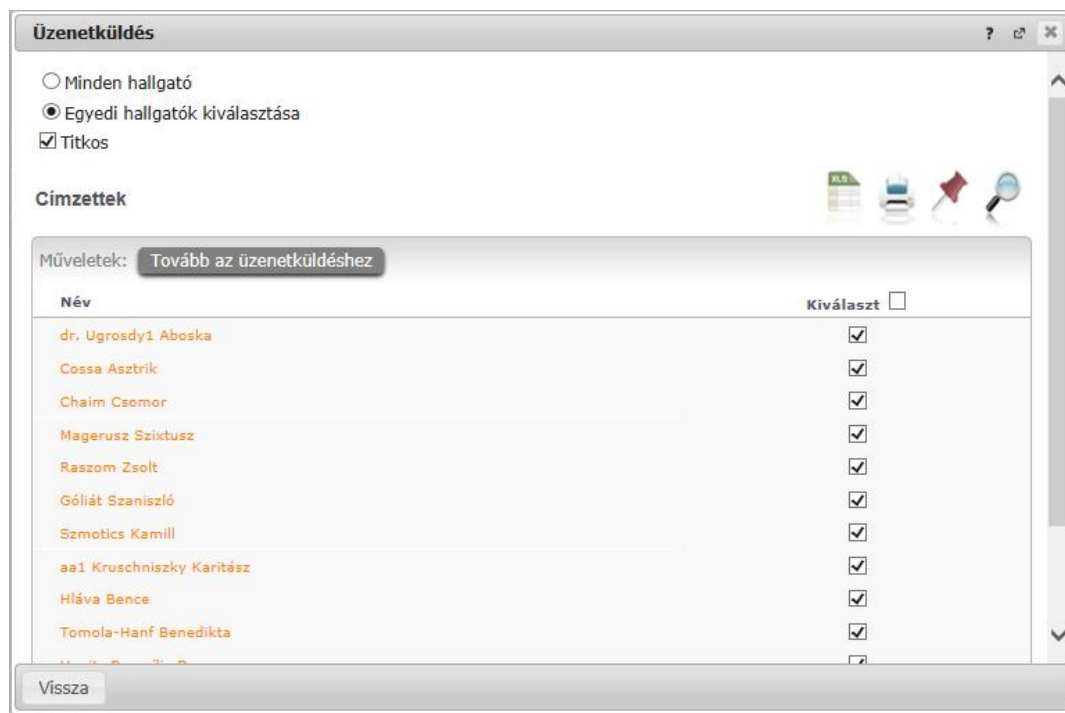 Üzenetküldés ?
Minden hallgató
Egyedi hallgatók kiválasztása
Titkos
Címzettek
XLS
Műveletek: Tovább az üzenetküldéshez
Név Kiválaszt
dr. Ugrosdy1 Aboska
Cossa Asztrik
Chaim Csomor
Magerusz Szixtusz
Raszom Zsolt
Góliát Szaniszló
Szmotics Kamill
aa1 Kruschniszky Karitász
Hláva Bence
Tomola-Hanf Benedikta
Vissza